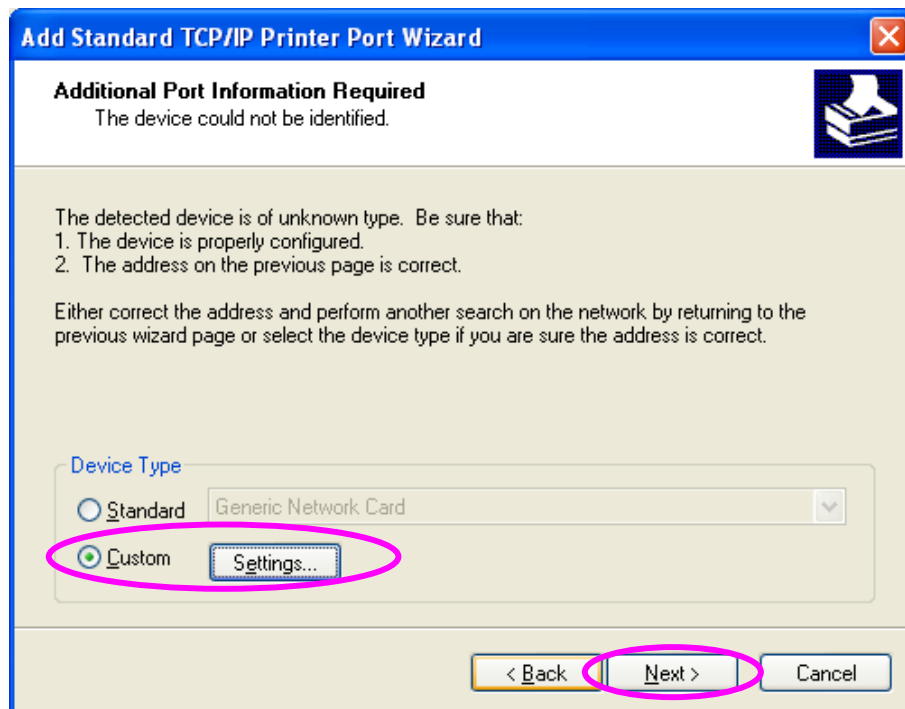 Add Standard TCP/IP Printer Port Wizard
Additional Port Information Required
The device could not be identified.
The detected device is of unknown type. Be sure that:
1. The device is properly configured.
2. The address on the previous page is correct.
Either correct the address and perform another search on the network by returning to the
previous wizard page or select the device type if you are sure the address is correct.
Device Type
Standard Generic Network Card
Custom Settings...
< Back Next > Cancel